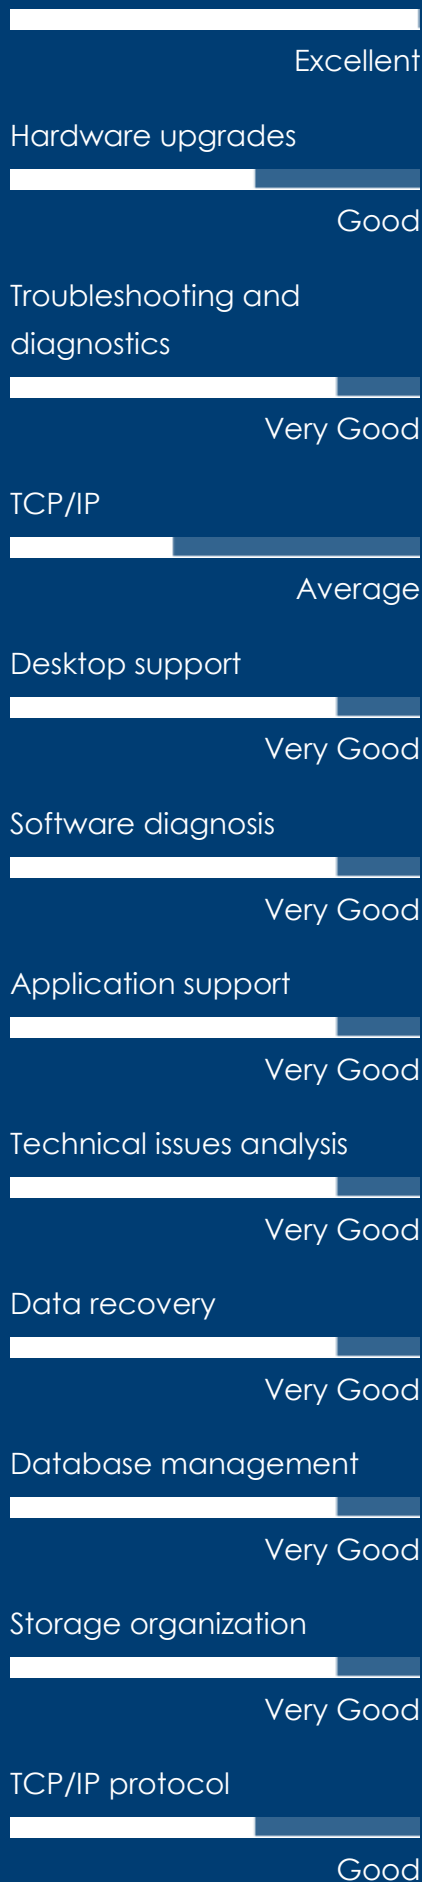 Excellent
Hardware upgrades
Good
Troubleshooting and
diagnostics
Very Good
TCP/IP
Average
Desktop support
Very Good
Software diagnosis
Very Good
Application support
Very Good
Technical issues analysis
Very Good
Data recovery
Very Good
Database management
Very Good
Storage organization
Very Good
TCP/IP protocol
Good